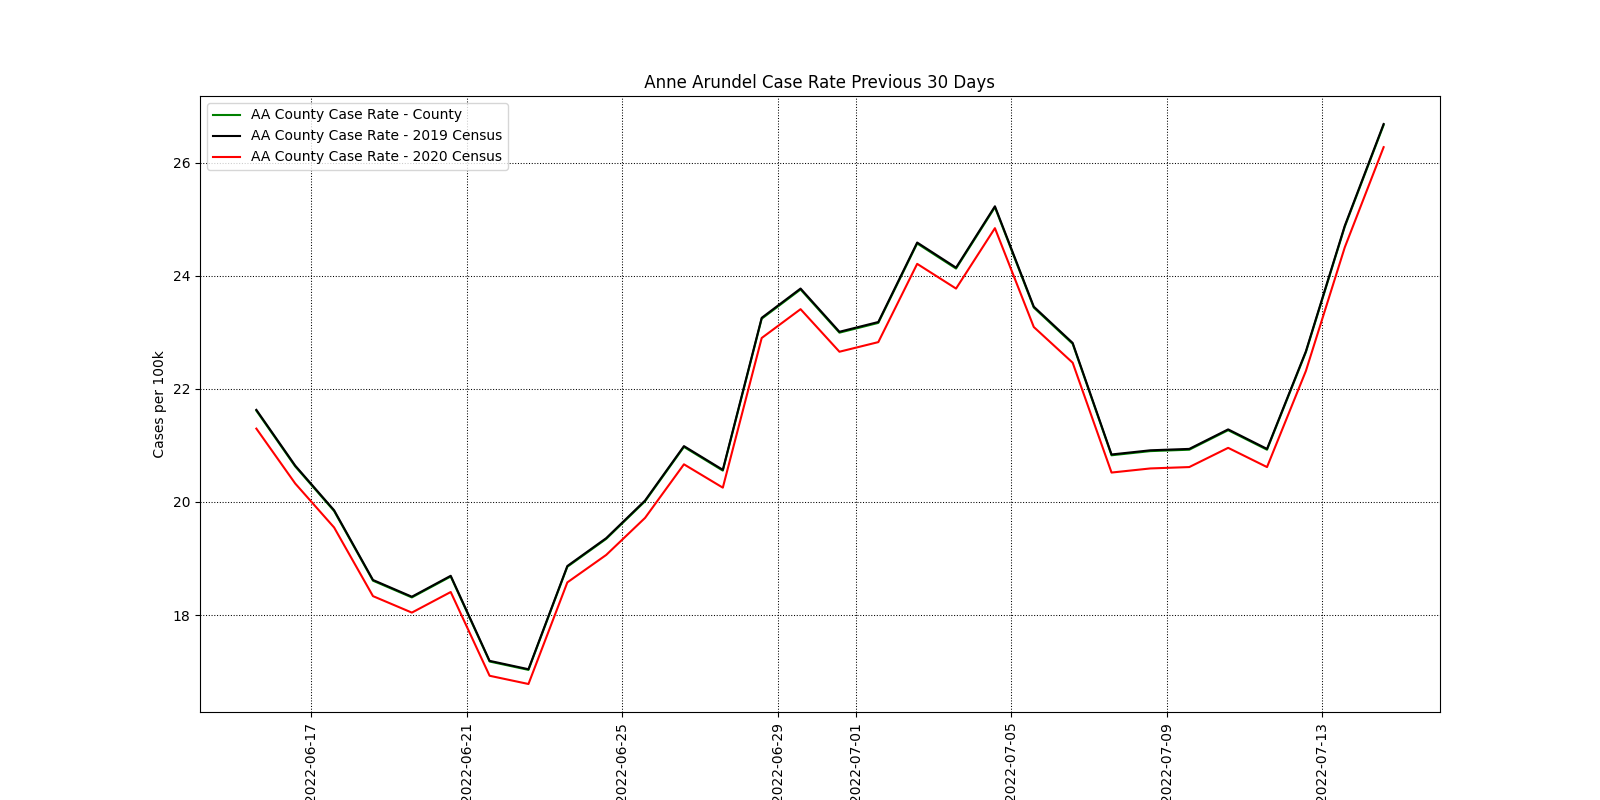 Anne Arundel Case Rate Previous 30 Days
AA County Case Rate - County
AA County Case Rate - 2019 Census
AA County Case Rate - 2020 Census
26
24
22
20
18
Cases per 100k
2022-06-17
2022-06-21
2022-06-25
2022-06-29
2022-07-01
2022-07-05
2022-07-09
2022-07-13